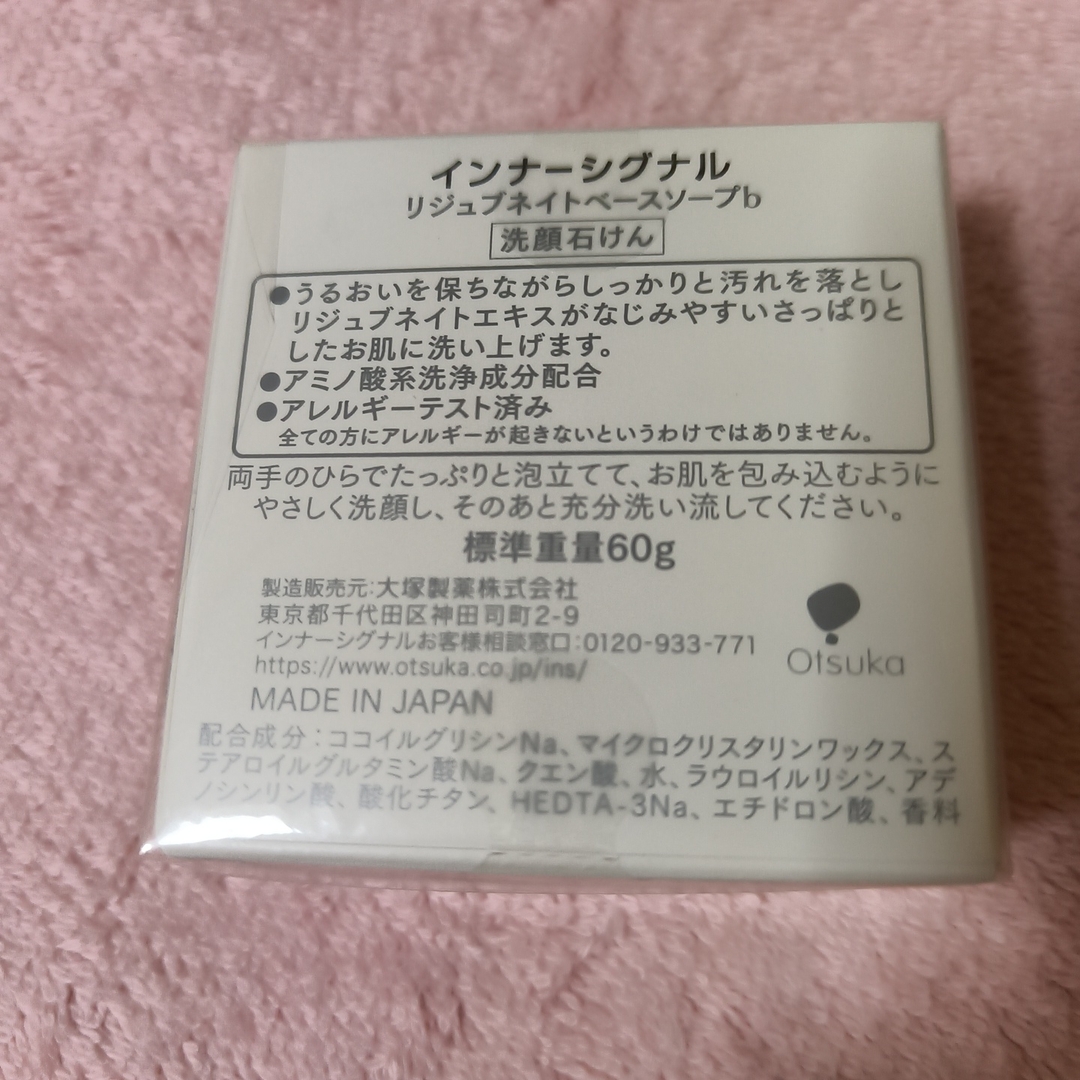 インナーシグナル
リジュブネイトベースソープb
洗顔石けん
●うるおいを保ちながらしっかりと汚れを落とし
リジュブネイトエキスがなじみやすいさっぱりと
したお肌に洗い上げます。
●アミノ酸系洗浄成分配合
●アレルギーテスト済み
全ての方にアレルギーが起きないというわけではありません。
両手のひらでたっぷりと泡立てて、お肌を包み込むように
やさしく洗顔し、そのあと充分洗い流してください。
標準重量60g
製造販売元:大塚製薬株式会社
東京都千代田区神田司町2-9
インナーシグナルお客様相談窓口:0120-933-771
https://www.otsuka.co.jp/ins/
Otsuka
MADE IN JAPAN
配合成分:ココイルグリシンNa、マイクロクリスタリンワックス、ス
テアロイルグルタミン酸Na、クエン酸、水、ラウロイルリシン、アデ
ノシンリン酸、酸化チタン、HEDTA-3Na、エチドロン酸、香料